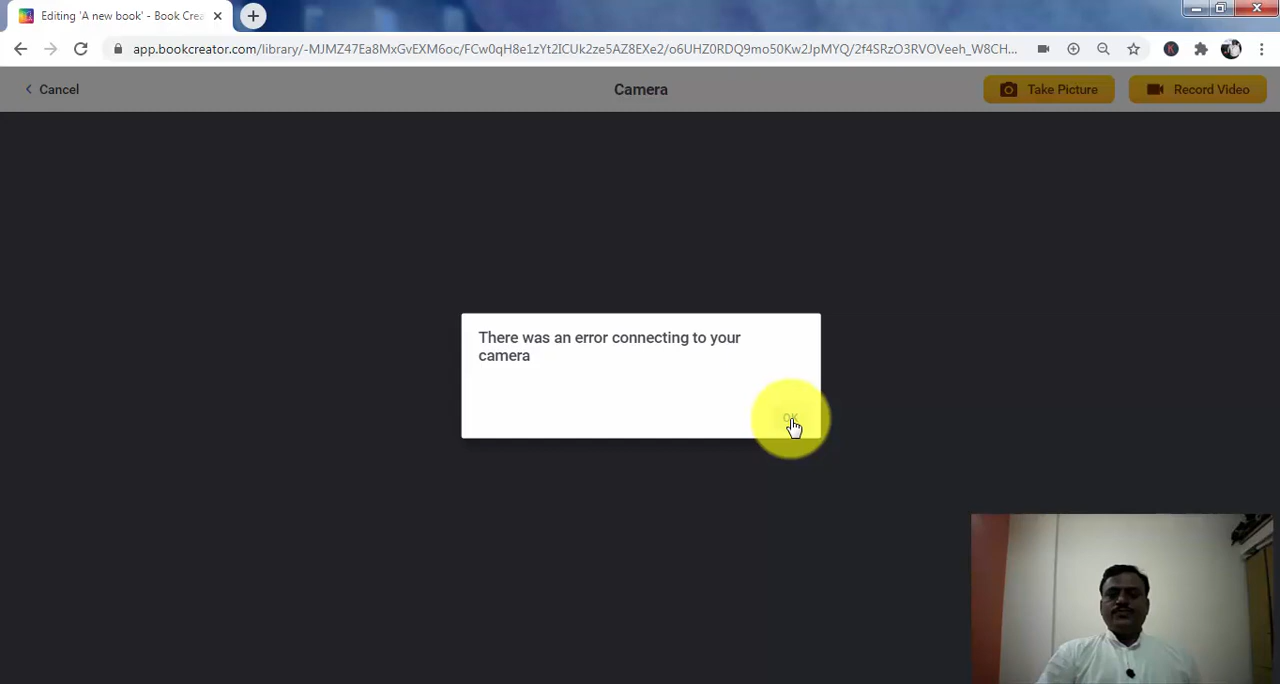 Editing 'A new book' - Book Crea
app.bookcreator.com/library/-MJMZ47Ea8MxGvEXM6oc/FCw0qH8e1zYt2ICUk2ze5AZ8EXe2/o6UHZ0RDQ9mo50Kw2JpMYQ/2f4SRzO3RVOVeeh_W8CH...
Cancel
Camera
Take Picture
Record Video
There was an error connecting to your
camera
OK